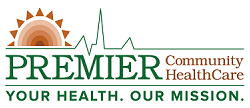 PREMIER Community
HealthCare
YOUR HEALTH. OUR MISSION.